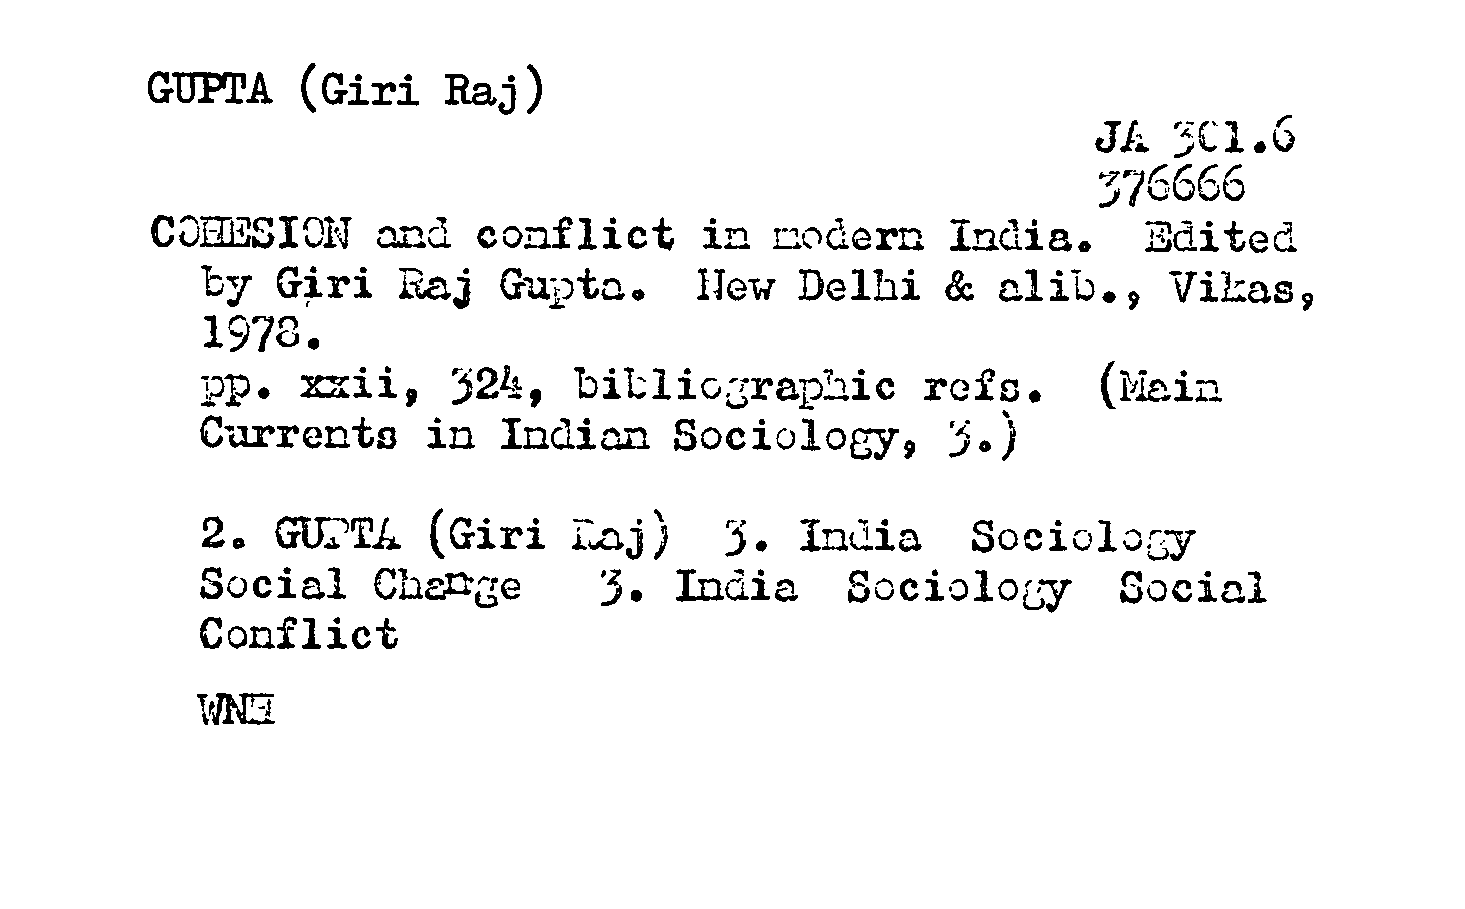 GUPTA (Giri Raj)
JA 301.6
376666
COHESION and conflict in modern India. Edited
by Giri Raj Gupta. New Delhi & alib., Vikas,
1978.
pp. xxii, 324, bibliographic refs. (Main
Currents in Indian Sociology, 3.)
2. GUPTA (Giri Raj) 3. India Sociology
Social Change 3. India Sociology Social
Conflict
WNH